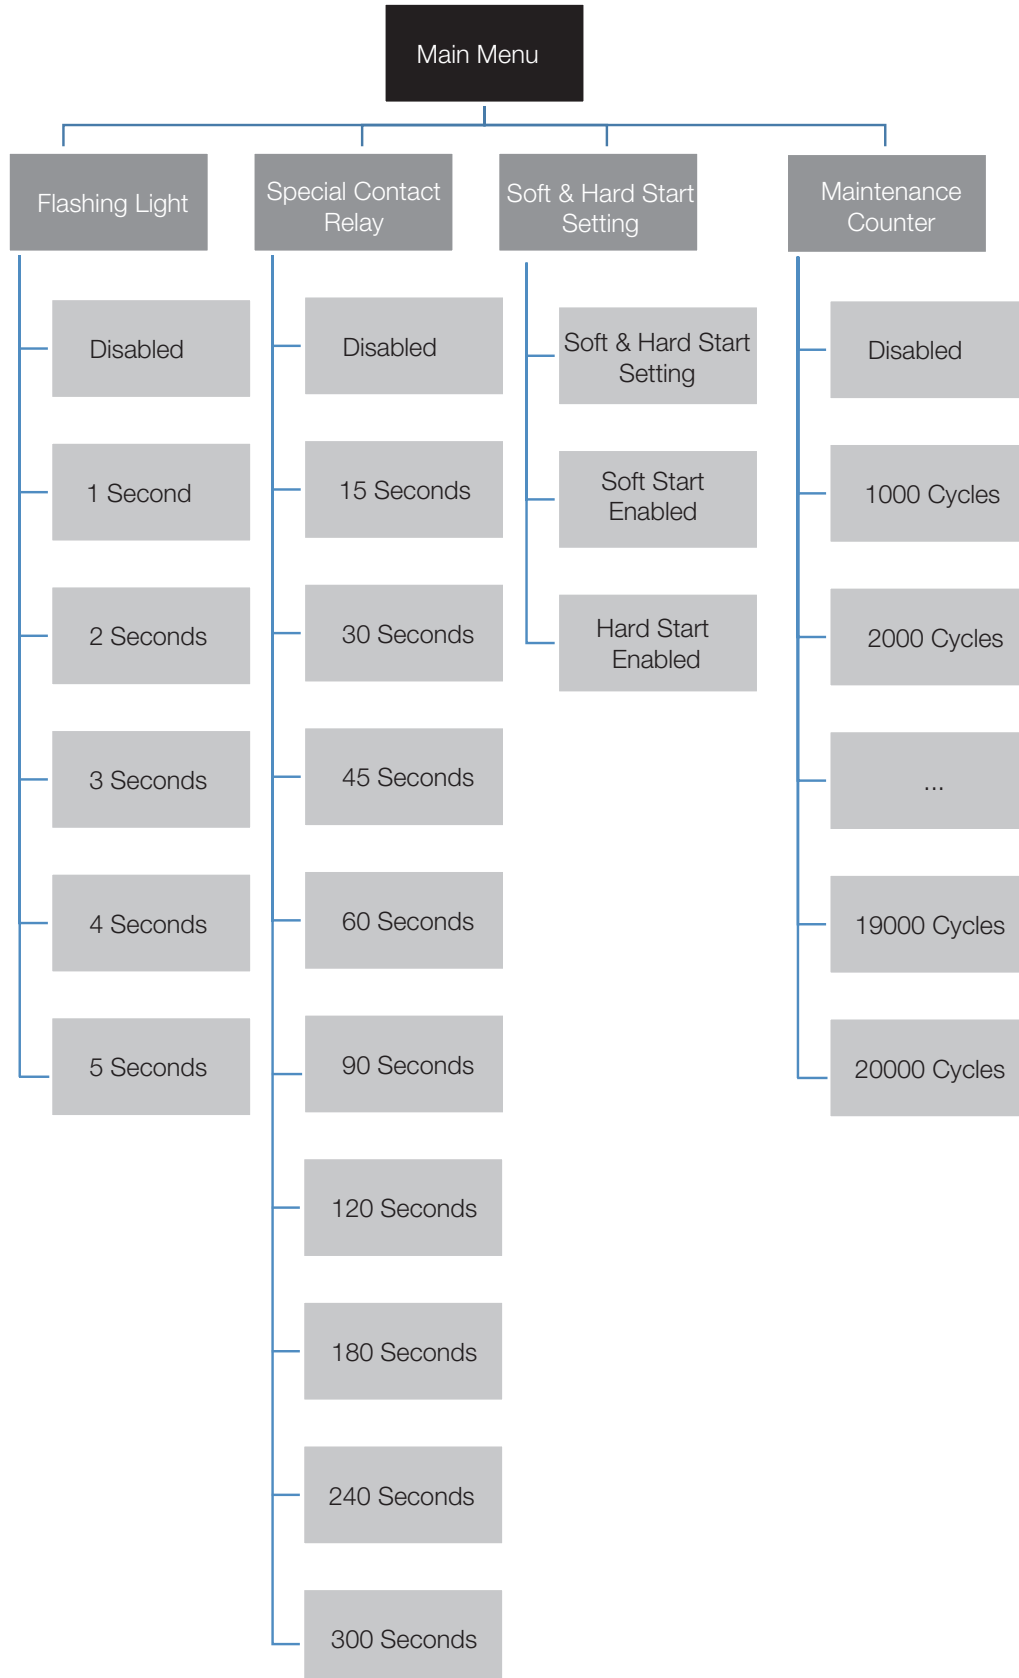 Main Menu
Flashing Light
Special Contact
Relay
Soft & Hard Start
Setting
Maintenance
Counter
Disabled
1 Second
2 Seconds
3 Seconds
4 Seconds
5 Seconds
Disabled
15 Seconds
30 Seconds
45 Seconds
60 Seconds
90 Seconds
120 Seconds
180 Seconds
240 Seconds
300 Seconds
Soft & Hard Start
Setting
Soft Start
Enabled
Hard Start
Enabled
Disabled
1000 Cycles
2000 Cycles
...
19000 Cycles
20000 Cycles